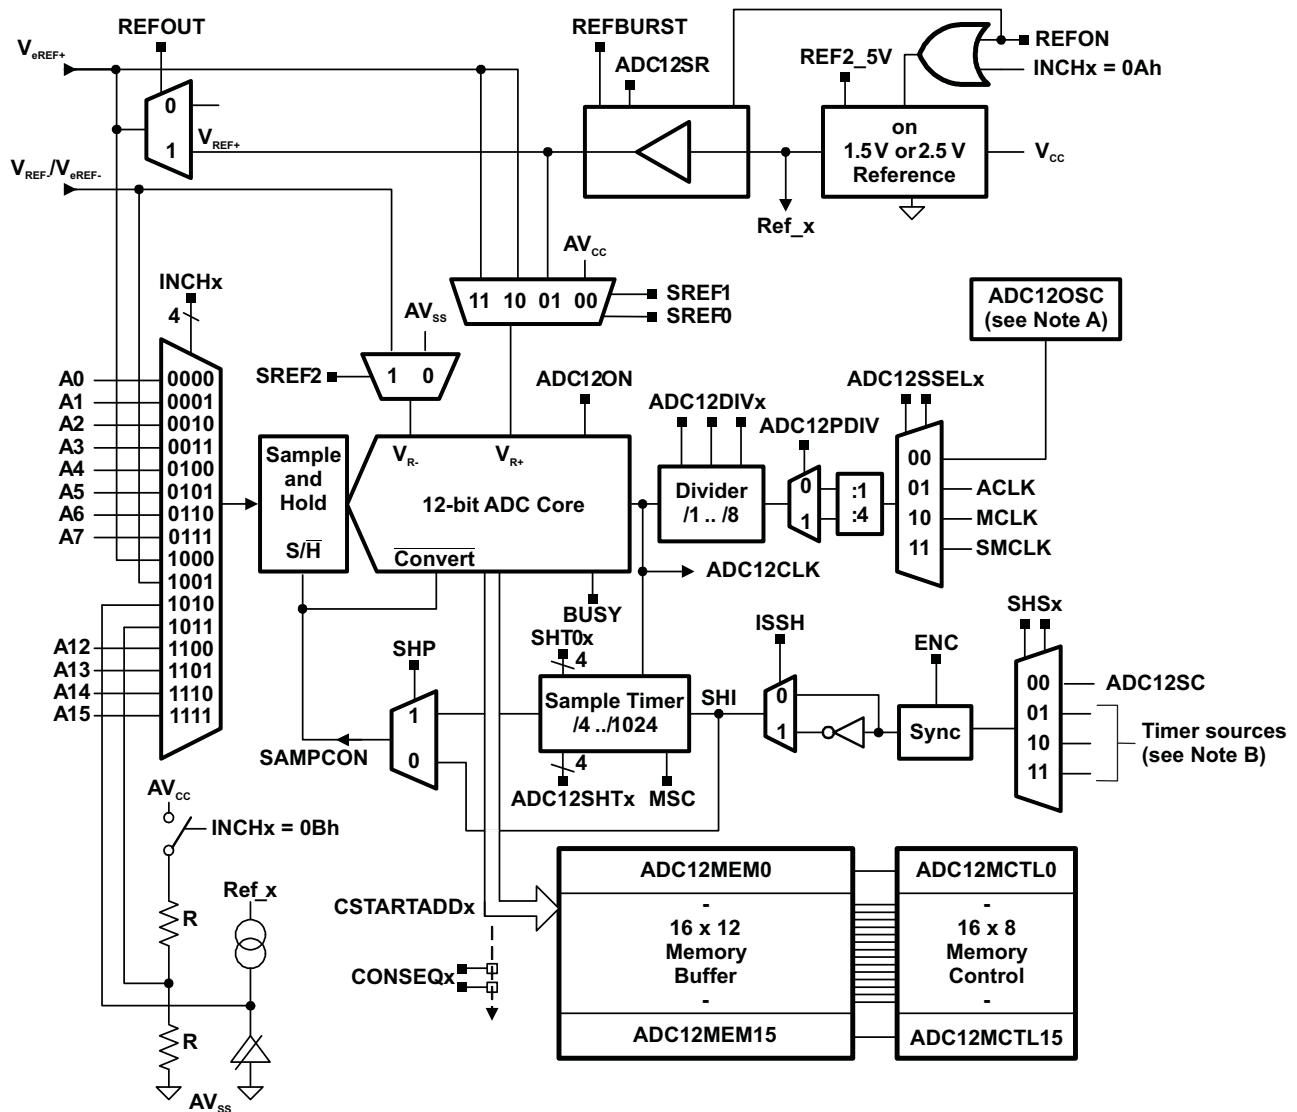 REFOUT
VeREF+
REFBURST
ADC12SR
REF2_5V
REFON
INCHx = 0Ah
0
1
VREF+
on
1.5 V or 2.5 V
Reference
VCC
VREF-/VeREF-
Ref_x
AVCC
INCHx
4
AVSS
11 10 01 00
SREF1
SREF0
ADC12OSC
(see Note A)
SREF2
1 0
ADC12ON
ADC12DIVx
ADC12PDIV
ADC12SSELx
A0 0000
A1 0001
A2 0010
A3 0011
A4 0100
A5 0101
A6 0110
A7 0111
1000
1001
1010
1011
A12 1100
A13 1101
A14 1110
A15 1111
Sample
and
Hold
S/H
VR-
VR+
12-bit ADC Core
Convert
Divider
/1 .. /8
0
1
:1
:4
00
01 ACLK
10 MCLK
11 SMCLK
ADC12CLK
BUSY
SHT0x
4
SHP
ISSH
ENC
SHSx
1
0
SAMPCON
Sample Timer
/4 ../1024
SHI
0
1
Sync
00 ADC12SC
01
10
11
Timer sources
(see Note B)
4
ADC12SHTx
MSC
AVCC
INCHx = 0Bh
R
Ref_x
R
AVSS
CSTARTADDx
CONSEQx
ADC12MEM0
-
16 x 12
Memory
Buffer
-
ADC12MEM15
ADC12MCTL0
-
16 x 8
Memory
Control
-
ADC12MCTL15